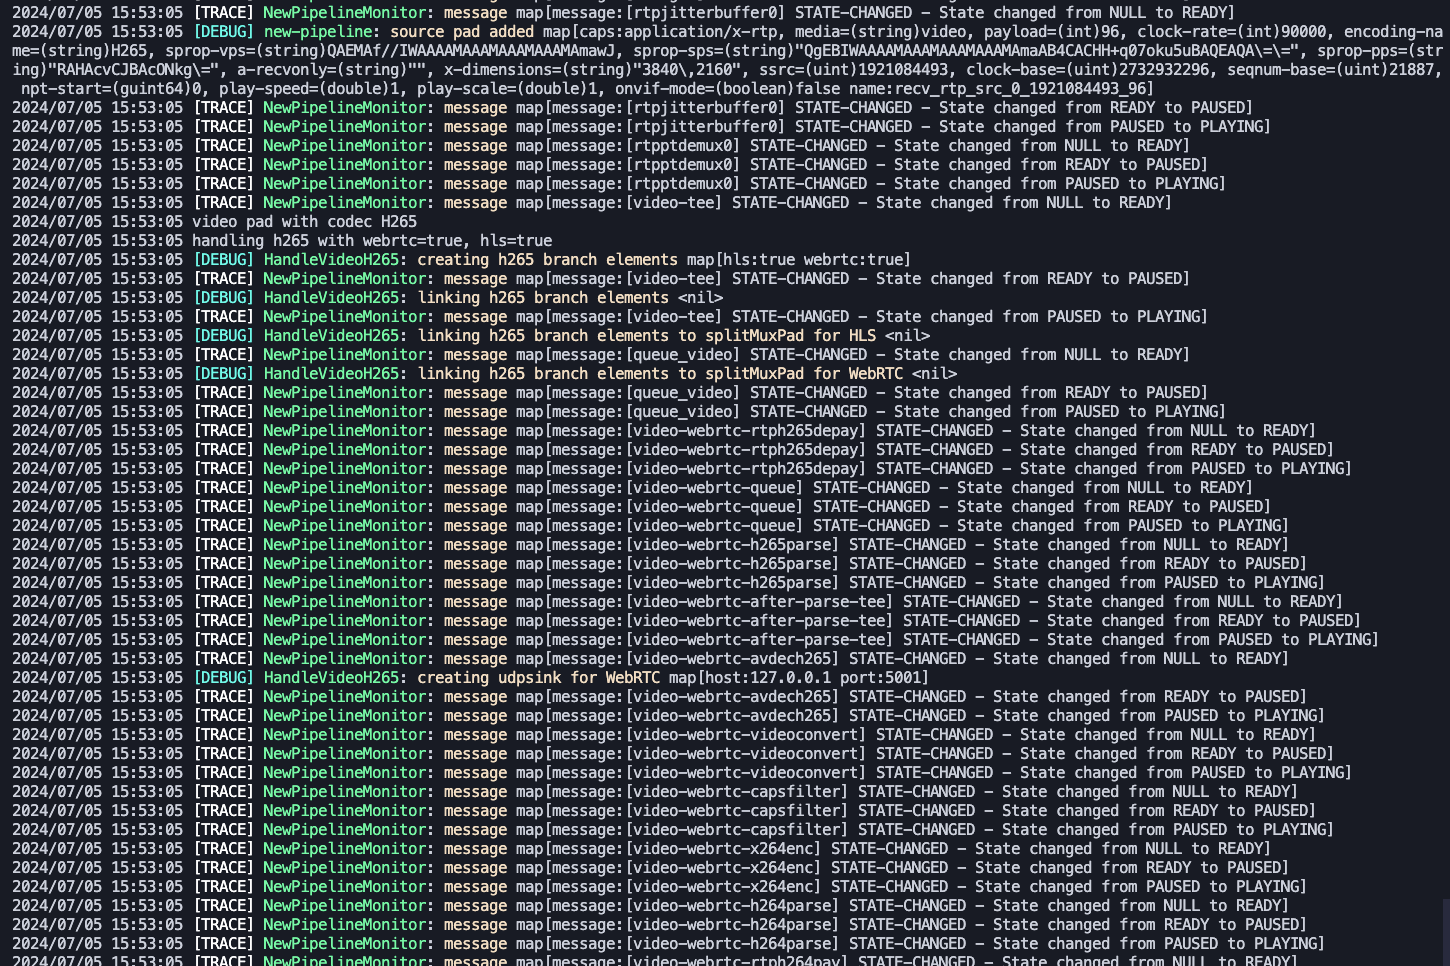 2024/07/05 15:53:05 [TRACE] NewPipelineMonitor: message map[message:[rtpjitterbuffer0] STATE-CHANGED - State changed from NULL to READY]
2024/07/05 15:53:05 [DEBUG] new-pipeline: source pad added map[caps:application/x-rtp, media=(string)video, payload=(int)96, clock-rate=(int)90000, encoding-na
me=(string)H265, sprop-vps=(string)QAEMAf//IWAAAAMAAAMAAAMAAAMAmawJ, sprop-sps=(string)"QgEBIWAAAAMAAAMAAAMAAAMAmaAB4CACHH+q07oku5uBAQEAQA\=\=", sprop-pps=(str
ing)"RAHAcvCJBAcONkg\=", a-recvonly=(string)"", x-dimensions=(string)"3840\,2160", ssrc=(uint)1921084493, clock-base=(uint)2732932296, seqnum-base=(uint)21887,
npt-start=(guint64)0, play-speed=(double)1, play-scale=(double)1, onvif-mode=(boolean)false name:recv_rtp_src_0_1921084493_96]
2024/07/05 15:53:05 [TRACE] NewPipelineMonitor: message map[message:[rtpjitterbuffer0] STATE-CHANGED - State changed from READY to PAUSED]
2024/07/05 15:53:05 [TRACE] NewPipelineMonitor: message map[message:[rtpjitterbuffer0] STATE-CHANGED - State changed from PAUSED to PLAYING]
2024/07/05 15:53:05 [TRACE] NewPipelineMonitor: message map[message:[rtpptdemux0] STATE-CHANGED - State changed from NULL to READY]
2024/07/05 15:53:05 [TRACE] NewPipelineMonitor: message map[message:[rtpptdemux0] STATE-CHANGED - State changed from READY to PAUSED]
2024/07/05 15:53:05 [TRACE] NewPipelineMonitor: message map[message:[rtpptdemux0] STATE-CHANGED - State changed from PAUSED to PLAYING]
2024/07/05 15:53:05 [TRACE] NewPipelineMonitor: message map[message:[video-tee] STATE-CHANGED - State changed from NULL to READY]
2024/07/05 15:53:05 video pad with codec H265
2024/07/05 15:53:05 handling h265 with webrtc=true, hls=true
2024/07/05 15:53:05 [DEBUG] HandleVideoH265: creating h265 branch elements map[hls:true webrtc:true]
2024/07/05 15:53:05 [TRACE] NewPipelineMonitor: message map[message:[video-tee] STATE-CHANGED - State changed from READY to PAUSED]
2024/07/05 15:53:05 [DEBUG] HandleVideoH265: linking h265 branch elements <nil>
2024/07/05 15:53:05 [TRACE] NewPipelineMonitor: message map[message:[video-tee] STATE-CHANGED - State changed from PAUSED to PLAYING]
2024/07/05 15:53:05 [DEBUG] HandleVideoH265: linking h265 branch elements to splitMuxPad for HLS <nil>
2024/07/05 15:53:05 [TRACE] NewPipelineMonitor: message map[message:[queue_video] STATE-CHANGED - State changed from NULL to READY]
2024/07/05 15:53:05 [DEBUG] HandleVideoH265: linking h265 branch elements to splitMuxPad for WebRTC <nil>
2024/07/05 15:53:05 [TRACE] NewPipelineMonitor: message map[message:[queue_video] STATE-CHANGED - State changed from READY to PAUSED]
2024/07/05 15:53:05 [TRACE] NewPipelineMonitor: message map[message:[queue_video] STATE-CHANGED - State changed from PAUSED to PLAYING]
2024/07/05 15:53:05 [TRACE] NewPipelineMonitor: message map[message:[video-webrtc-rtph265depay] STATE-CHANGED - State changed from NULL to READY]
2024/07/05 15:53:05 [TRACE] NewPipelineMonitor: message map[message:[video-webrtc-rtph265depay] STATE-CHANGED - State changed from READY to PAUSED]
2024/07/05 15:53:05 [TRACE] NewPipelineMonitor: message map[message:[video-webrtc-rtph265depay] STATE-CHANGED - State changed from PAUSED to PLAYING]
2024/07/05 15:53:05 [TRACE] NewPipelineMonitor: message map[message:[video-webrtc-queue] STATE-CHANGED - State changed from NULL to READY]
2024/07/05 15:53:05 [TRACE] NewPipelineMonitor: message map[message:[video-webrtc-queue] STATE-CHANGED - State changed from READY to PAUSED]
2024/07/05 15:53:05 [TRACE] NewPipelineMonitor: message map[message:[video-webrtc-queue] STATE-CHANGED - State changed from PAUSED to PLAYING]
2024/07/05 15:53:05 [TRACE] NewPipelineMonitor: message map[message:[video-webrtc-h265parse] STATE-CHANGED - State changed from NULL to READY]
2024/07/05 15:53:05 [TRACE] NewPipelineMonitor: message map[message:[video-webrtc-h265parse] STATE-CHANGED - State changed from READY to PAUSED]
2024/07/05 15:53:05 [TRACE] NewPipelineMonitor: message map[message:[video-webrtc-h265parse] STATE-CHANGED - State changed from PAUSED to PLAYING]
2024/07/05 15:53:05 [TRACE] NewPipelineMonitor: message map[message:[video-webrtc-after-parse-tee] STATE-CHANGED - State changed from NULL to READY]
2024/07/05 15:53:05 [TRACE] NewPipelineMonitor: message map[message:[video-webrtc-after-parse-tee] STATE-CHANGED - State changed from READY to PAUSED]
2024/07/05 15:53:05 [TRACE] NewPipelineMonitor: message map[message:[video-webrtc-after-parse-tee] STATE-CHANGED - State changed from PAUSED to PLAYING]
2024/07/05 15:53:05 [TRACE] NewPipelineMonitor: message map[message:[video-webrtc-avdech265] STATE-CHANGED - State changed from NULL to READY]
2024/07/05 15:53:05 [DEBUG] HandleVideoH265: creating udpsink for WebRTC map[host:127.0.0.1 port:5001]
2024/07/05 15:53:05 [TRACE] NewPipelineMonitor: message map[message:[video-webrtc-avdech265] STATE-CHANGED - State changed from READY to PAUSED]
2024/07/05 15:53:05 [TRACE] NewPipelineMonitor: message map[message:[video-webrtc-avdech265] STATE-CHANGED - State changed from PAUSED to PLAYING]
2024/07/05 15:53:05 [TRACE] NewPipelineMonitor: message map[message:[video-webrtc-videoconvert] STATE-CHANGED - State changed from NULL to READY]
2024/07/05 15:53:05 [TRACE] NewPipelineMonitor: message map[message:[video-webrtc-videoconvert] STATE-CHANGED - State changed from READY to PAUSED]
2024/07/05 15:53:05 [TRACE] NewPipelineMonitor: message map[message:[video-webrtc-videoconvert] STATE-CHANGED - State changed from PAUSED to PLAYING]
2024/07/05 15:53:05 [TRACE] NewPipelineMonitor: message map[message:[video-webrtc-capsfilter] STATE-CHANGED - State changed from NULL to READY]
2024/07/05 15:53:05 [TRACE] NewPipelineMonitor: message map[message:[video-webrtc-capsfilter] STATE-CHANGED - State changed from READY to PAUSED]
2024/07/05 15:53:05 [TRACE] NewPipelineMonitor: message map[message:[video-webrtc-capsfilter] STATE-CHANGED - State changed from PAUSED to PLAYING]
2024/07/05 15:53:05 [TRACE] NewPipelineMonitor: message map[message:[video-webrtc-x264enc] STATE-CHANGED - State changed from NULL to READY]
2024/07/05 15:53:05 [TRACE] NewPipelineMonitor: message map[message:[video-webrtc-x264enc] STATE-CHANGED - State changed from READY to PAUSED]
2024/07/05 15:53:05 [TRACE] NewPipelineMonitor: message map[message:[video-webrtc-x264enc] STATE-CHANGED - State changed from PAUSED to PLAYING]
2024/07/05 15:53:05 [TRACE] NewPipelineMonitor: message map[message:[video-webrtc-h264parse] STATE-CHANGED - State changed from NULL to READY]
2024/07/05 15:53:05 [TRACE] NewPipelineMonitor: message map[message:[video-webrtc-h264parse] STATE-CHANGED - State changed from READY to PAUSED]
2024/07/05 15:53:05 [TRACE] NewPipelineMonitor: message map[message:[video-webrtc-h264parse] STATE-CHANGED - State changed from PAUSED to PLAYING]
2024/07/05 15:53:05 [TRACE] NewPipelineMonitor: message map[message:[video-webrtc-rtph264pay] STATE-CHANGED - State changed from NULL to READY]